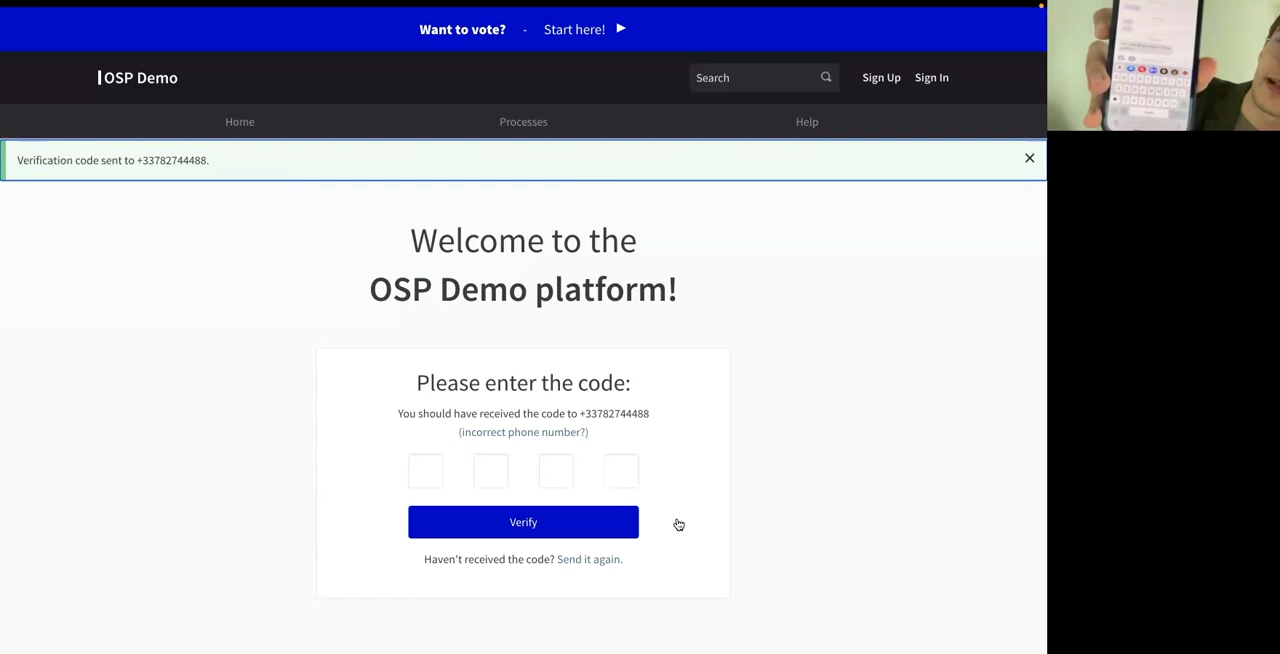 Want to vote? - Start here!
OSP Demo
Search
Sign Up
Sign In
Home
Processes
Help
Verification code sent to +33782744488.
Welcome to the
OSP Demo platform!
Please enter the code:
You should have received the code to +33782744488
(incorrect phone number?)
Verify
Haven't received the code? Send it again.